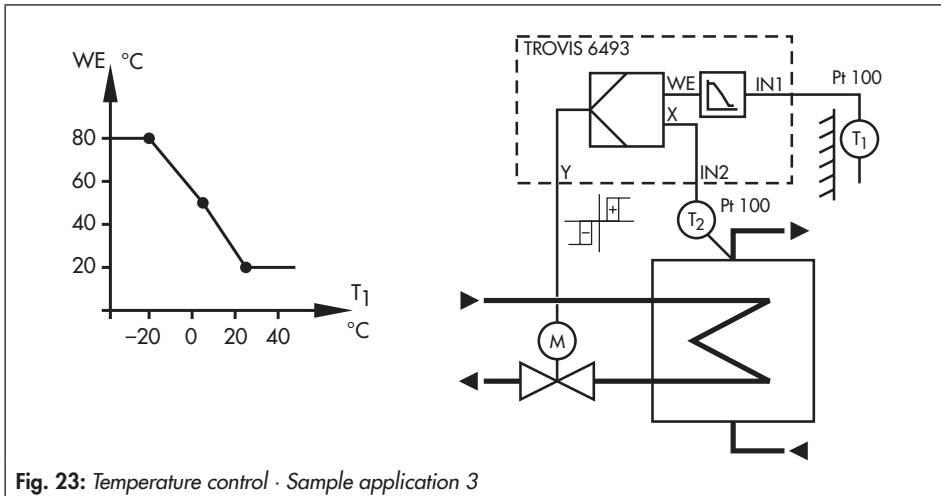 WE °C
80
60
40
20
–20 0 20 40
T1
°C
TROVIS 6493
WE
IN1
Pt 100
X
T1
Y
IN2
T2
Pt 100
+
–
M
Fig. 23: Temperature control · Sample application 3